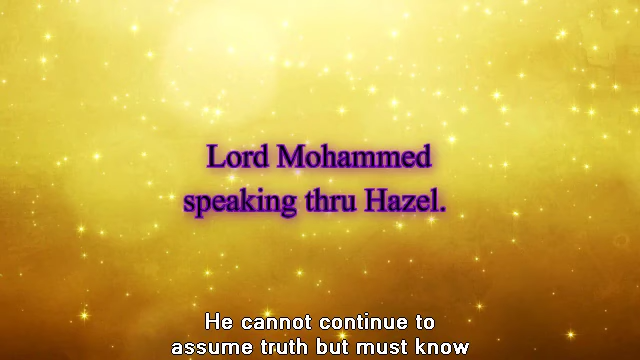 Lord Mohammed
speaking thru Hazel.
He cannot continue to
assume truth but must know